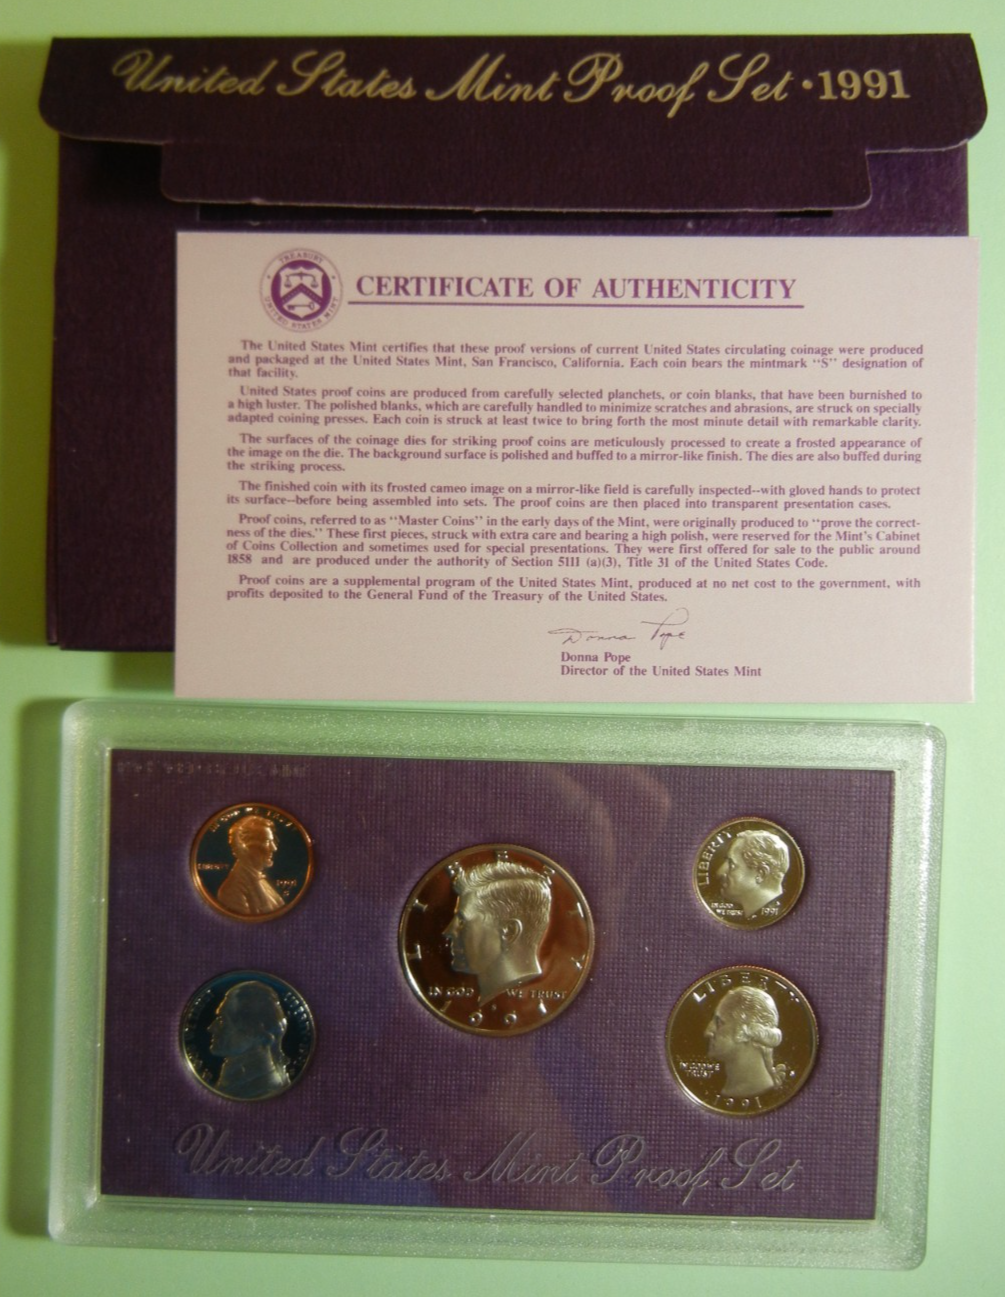 United States Mint Proof Set · 1991
TREASURY
UNITED STATES MINT
CERTIFICATE OF AUTHENTICITY
The United States Mint certifies that these proof versions of current United States circulating coinage were produced
and packaged at the United States Mint, San Francisco, California. Each coin bears the mintmark "S" designation of
that facility.
United States proof coins are produced from carefully selected planchets, or coin blanks, that have been burnished to
a high luster. The polished blanks, which are carefully handled to minimize scratches and abrasions, are struck on specially
adapted coining presses. Each coin is struck at least twice to bring forth the most minute detail with remarkable clarity.
The surfaces of the coinage dies for striking proof coins are meticulously processed to create a frosted appearance of
the image on the die. The background surface is polished and buffed to a mirror-like finish. The dies are also buffed during
the striking process.
The finished coin with its frosted cameo image on a mirror-like field is carefully inspected--with gloved hands to protect
its surface--before being assembled into sets. The proof coins are then placed into transparent presentation cases.
Proof coins, referred to as "Master Coins" in the early days of the Mint, were originally produced to "prove the correct-
ness of the dies." These first pieces, struck with extra care and bearing a high polish, were reserved for the Mint's Cabinet
of Coins Collection and sometimes used for special presentations. They were first offered for sale to the public around
1858 and are produced under the authority of Section 5111 (a)(3), Title 31 of the United States Code.
Proof coins are a supplemental program of the United States Mint, produced at no net cost to the government, with
profits deposited to the General Fund of the Treasury of the United States.
Donna Pope
Donna Pope
Director of the United States Mint
LIBERTY
1991
S
LIBERTY
IN GOD WE TRUST
1991
LIBERTY
IN GOD
WE TRUST
1991
LIBERTY
IN GOD WE
TRUST
1991
United States Mint Proof Set